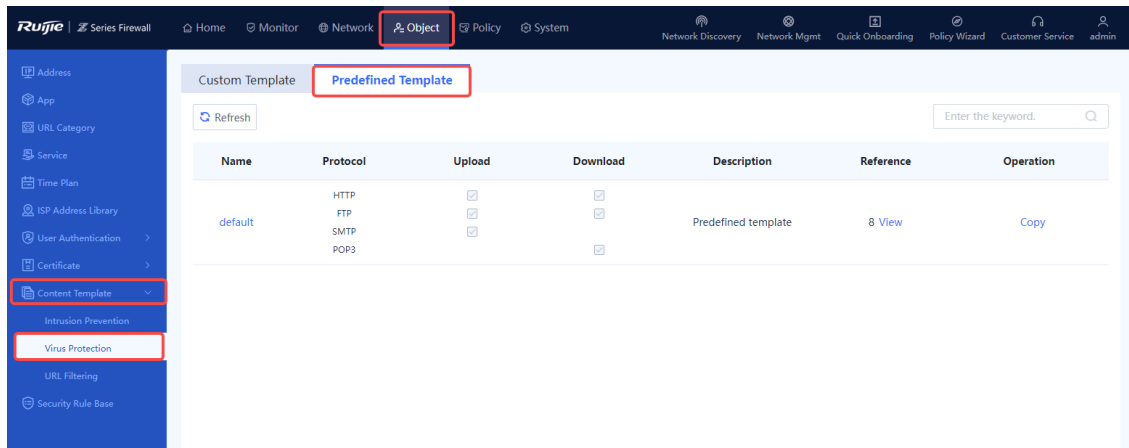 Ruijie | Z Series Firewall
Home Monitor Network Object Policy System
Network Discovery Network Mgmt Quick Onboarding Policy Wizard Customer Service admin
Address
App
URL Category
Service
Time Plan
ISP Address Library
User Authentication
Certificate
Content Template
Intrusion Prevention
Virus Protection
URL Filtering
Security Rule Base
Custom Template Predefined Template
Refresh
Enter the keyword.
Name Protocol Upload Download Description Reference Operation
default
HTTP
FTP
SMTP
POP3
Predefined template
8 View
Copy